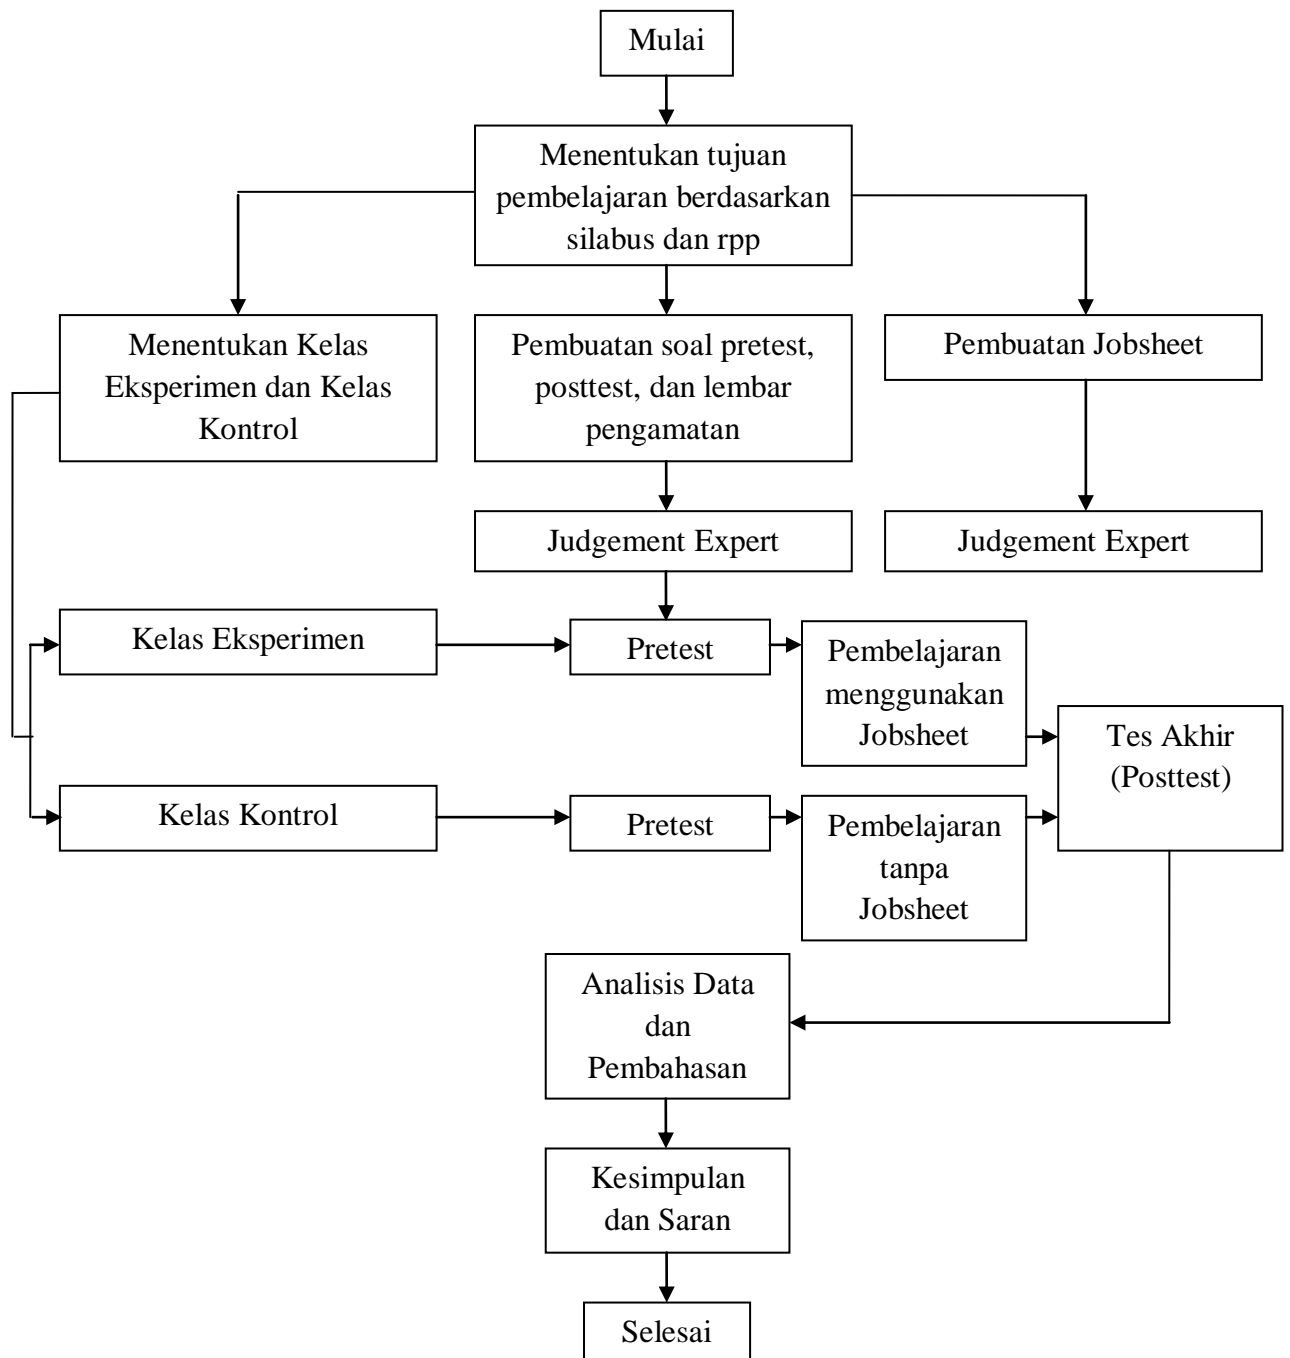 Mulai
Menentukan tujuan
pembelajaran berdasarkan
silabus dan rpp
Menentukan Kelas
Eksperimen dan Kelas
Kontrol
Pembuatan soal pretest,
posttest, dan lembar
pengamatan
Pembuatan Jobsheet
Judgement Expert
Judgement Expert
Kelas Eksperimen
Pretest
Pembelajaran
menggunakan
Jobsheet
Tes Akhir
(Posttest)
Kelas Kontrol
Pretest
Pembelajaran
tanpa
Jobsheet
Analisis Data
dan
Pembahasan
Kesimpulan
dan Saran
Selesai